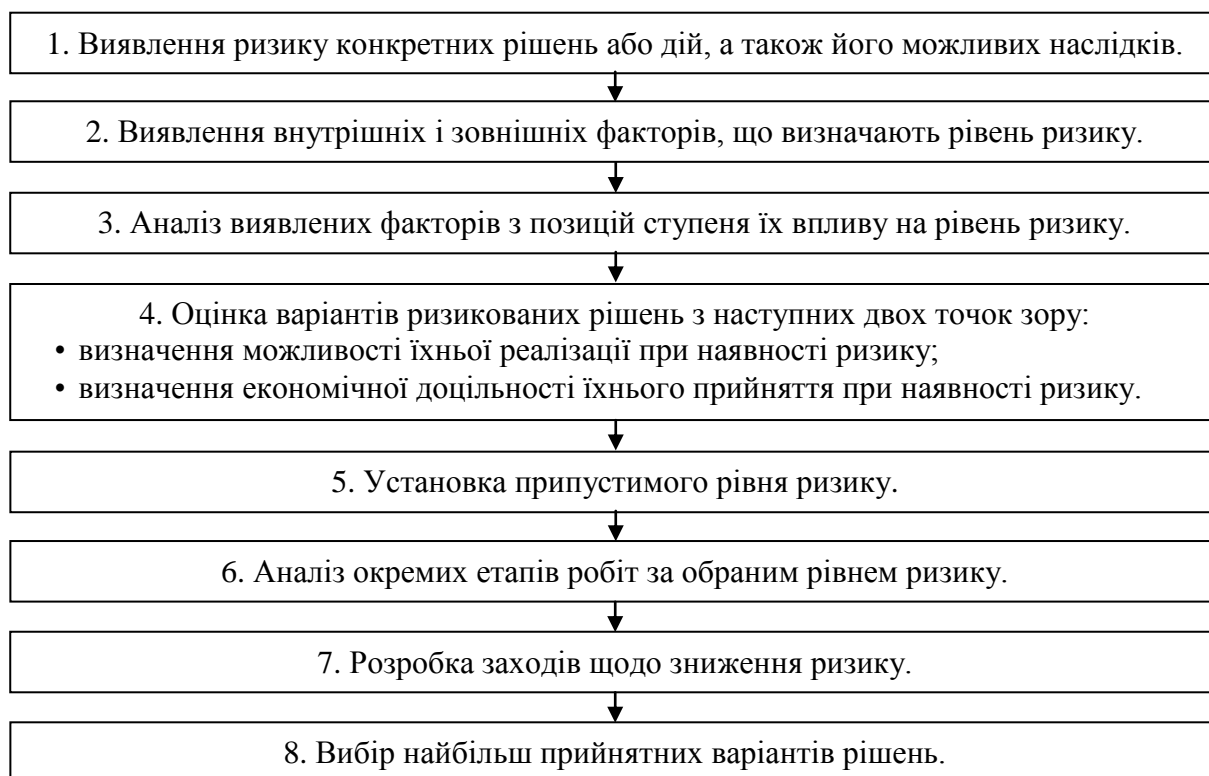 1. Виявлення ризику конкретних рішень або дій, а також його можливих наслідків.
2. Виявлення внутрішніх і зовнішніх факторів, що визначають рівень ризику.
3. Аналіз виявлених факторів з позицій ступеня їх впливу на рівень ризику.
4. Оцінка варіантів ризикованих рішень з наступних двох точок зору:
• визначення можливості їхньої реалізації при наявності ризику;
• визначення економічної доцільності їхнього прийняття при наявності ризику.
5. Установка припустимого рівня ризику.
6. Аналіз окремих етапів робіт за обраним рівнем ризику.
7. Розробка заходів щодо зниження ризику.
8. Вибір найбільш прийнятних варіантів рішень.